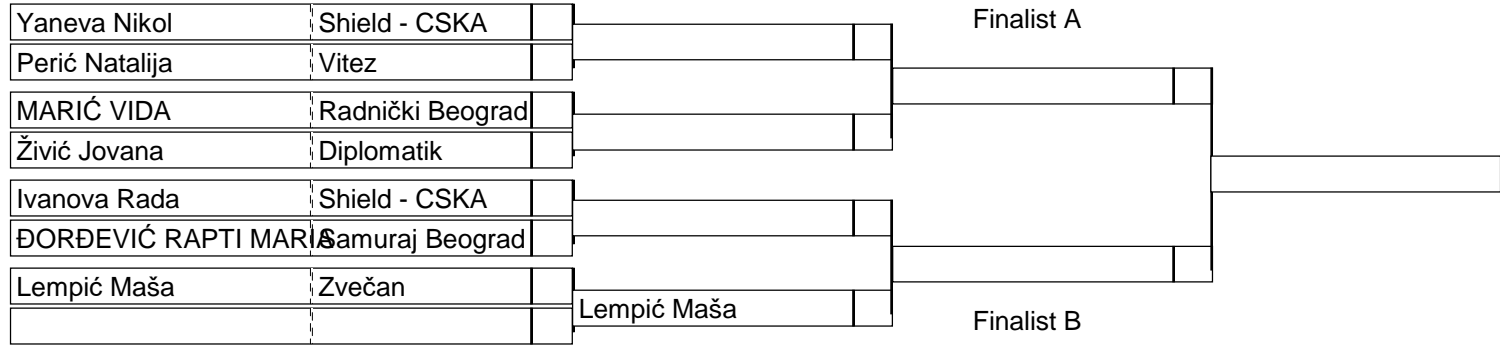 Yaneva Nikol Shield - CSKA
Finalist A
Perić Natalija Vitez
MARIĆ VIDA Radnički Beograd
Živić Jovana Diplomatik
Ivanova Rada Shield - CSKA
ĐORĐEVIĆ RAPTI MARIA Samuraj Beograd
Lempić Maša Zvečan
Lempić Maša
Finalist B